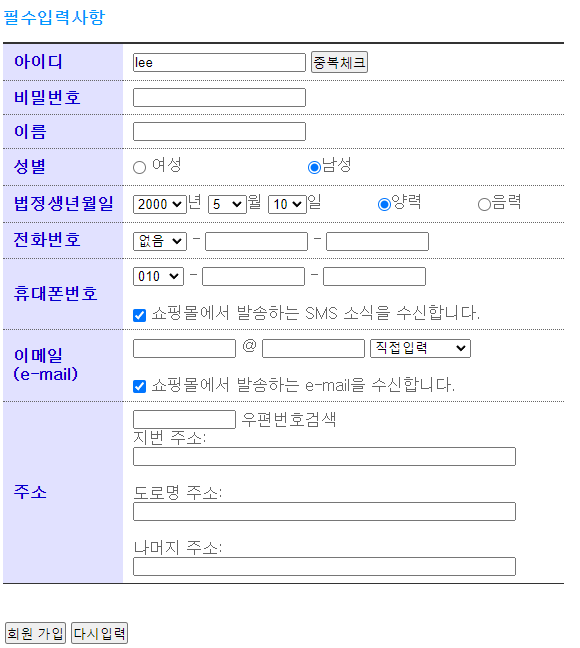 필수입력사항
아이디 lee 중복체크
비밀번호
이름
성별 여성 남성
법정생년월일 2000 년 5 월 10 일 양력 음력
전화번호 없음 - -
휴대폰번호 010 - -
쇼핑몰에서 발송하는 SMS 소식을 수신합니다.
이메일
(e-mail) @ 직접입력
쇼핑몰에서 발송하는 e-mail을 수신합니다.
주소 우편번호검색
지번 주소:
도로명 주소:
나머지 주소:
회원 가입 다시입력